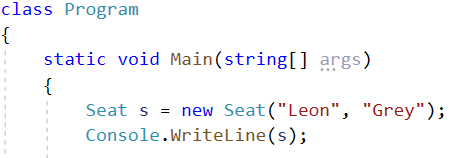 class Program
{
    static void Main(string[] args)
    {
        Seat s = new Seat("Leon", "Grey");
        Console.WriteLine(s);